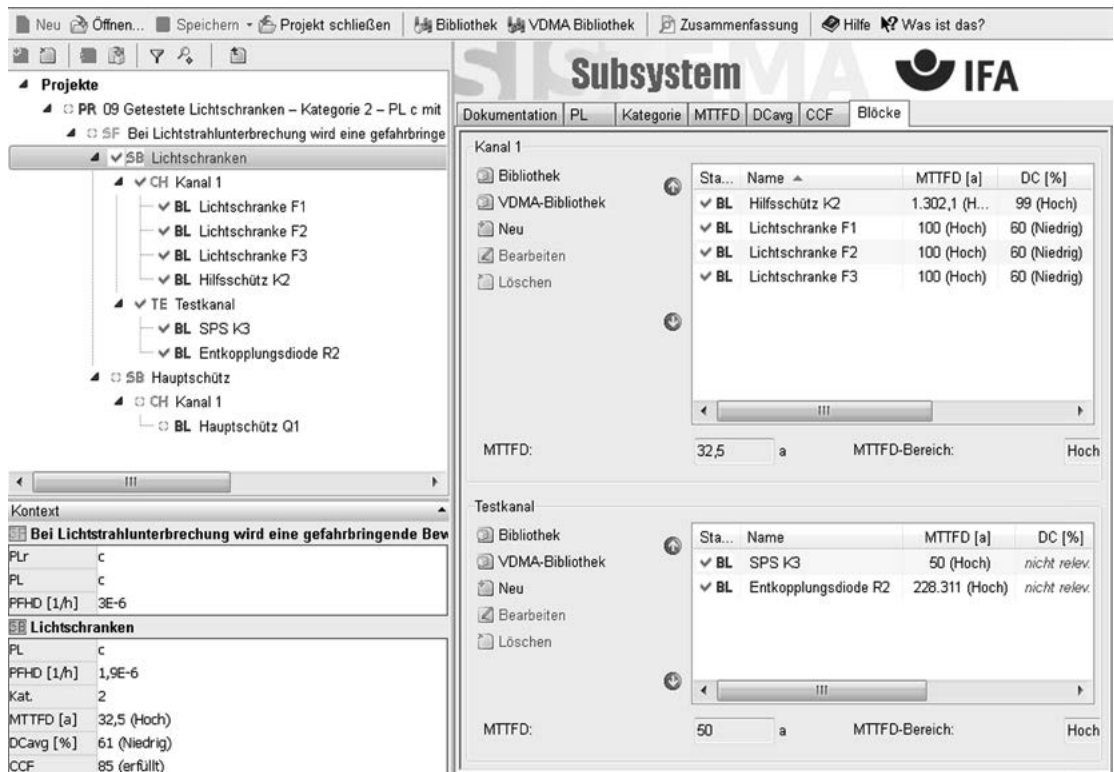 Neu Öffnen... Speichern Projekt schließen Bibliothek VDMA Bibliothek Zusammenfassung Hilfe Was ist das?
Projekte
PR 09 Getestete Lichtschranken – Kategorie 2 – PL c mit
SF Bei Lichtstrahlunterbrechung wird eine gefahrbringe
SB Lichtschranken
CH Kanal 1
BL Lichtschranke F1
BL Lichtschranke F2
BL Lichtschranke F3
BL Hilfsschütz K2
TE Testkanal
BL SPS K3
BL Entkopplungsdiode R2
SB Hauptschütz
CH Kanal 1
BL Hauptschütz Q1
Kontext
SF Bei Lichtstrahlunterbrechung wird eine gefahrbringende Bew
PLr c
PL c
PFHD [1/h] 3E-6
SB Lichtschranken
PL c
PFHD [1/h] 1,9E-6
Kat. 2
MTTFD [a] 32,5 (Hoch)
DCavg [%] 61 (Niedrig)
CCF 85 (erfüllt)
SISTEMA
Subsystem
IFA
Dokumentation PL Kategorie MTTFD DCavg CCF Blöcke
Kanal 1
Bibliothek
VDMA-Bibliothek
Neu
Bearbeiten
Löschen
Sta... Name MTTFD [a] DC [%]
BL Hilfsschütz K2 1.302,1 (H... 99 (Hoch)
BL Lichtschranke F1 100 (Hoch) 60 (Niedrig)
BL Lichtschranke F2 100 (Hoch) 60 (Niedrig)
BL Lichtschranke F3 100 (Hoch) 60 (Niedrig)
MTTFD: 32,5 a MTTFD-Bereich: Hoch
Testkanal
Bibliothek
VDMA-Bibliothek
Neu
Bearbeiten
Löschen
Sta... Name MTTFD [a] DC [%]
BL SPS K3 50 (Hoch) nicht relev.
BL Entkopplungsdiode R2 228.311 (Hoch) nicht relev.
MTTFD: 50 a MTTFD-Bereich: Hoch